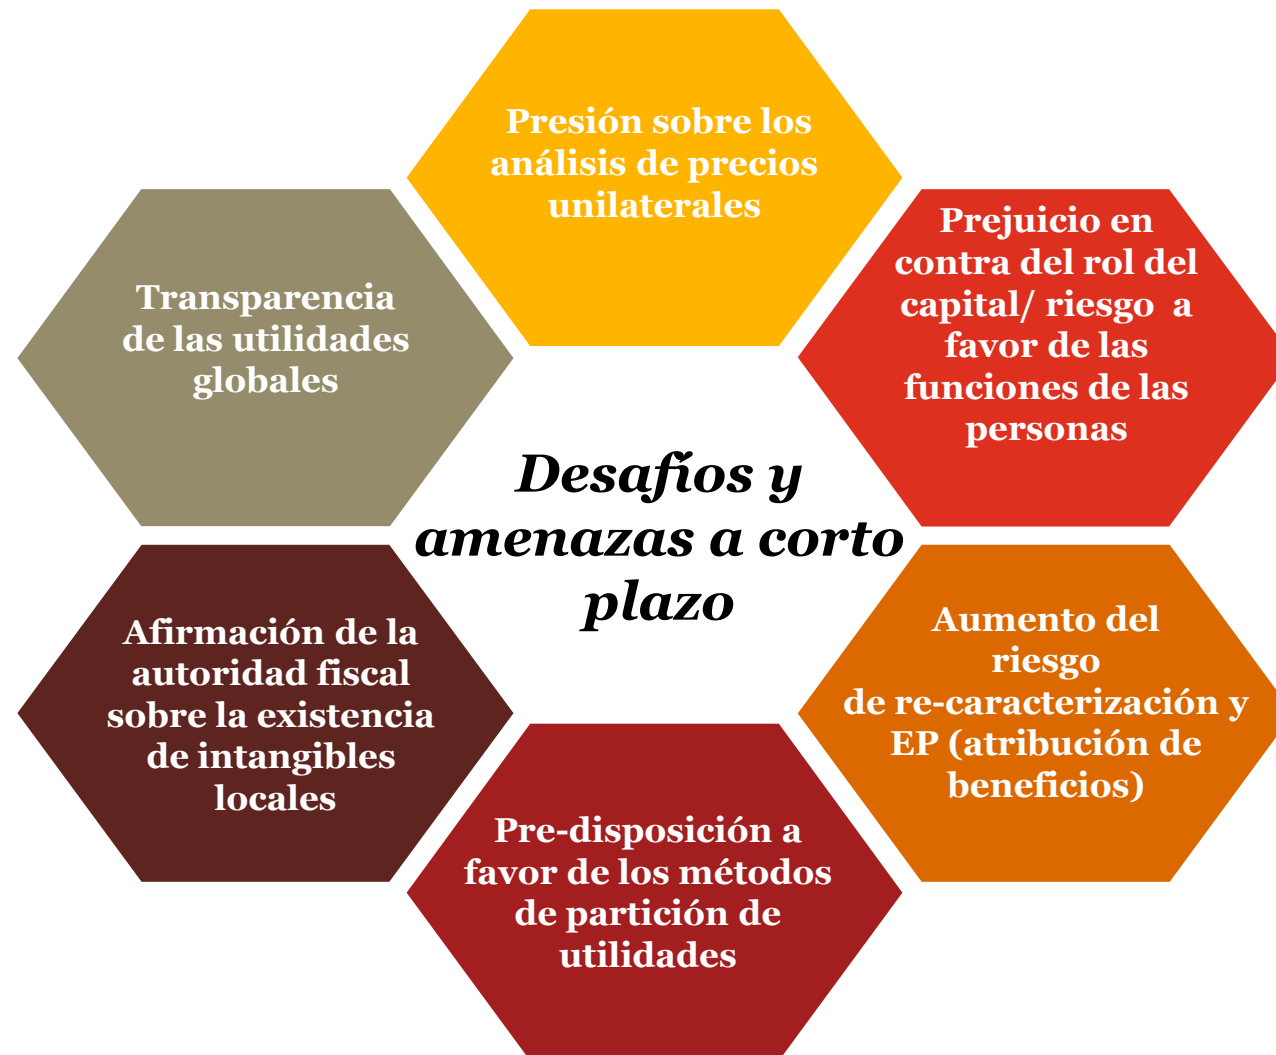 Presión sobre los
análisis de precios
unilaterales
Prejuicio en
contra del rol del
capital/ riesgo a
favor de las
funciones de las
personas
Transparencia
de las utilidades
globales
Desafíos y
amenazas a corto
plazo
Afirmación de la
autoridad fiscal
sobre la existencia
de intangibles
locales
Aumento del
riesgo
de re-caracterización y
EP (atribución de
beneficios)
Pre-disposición a
favor de los métodos
de partición de
utilidades